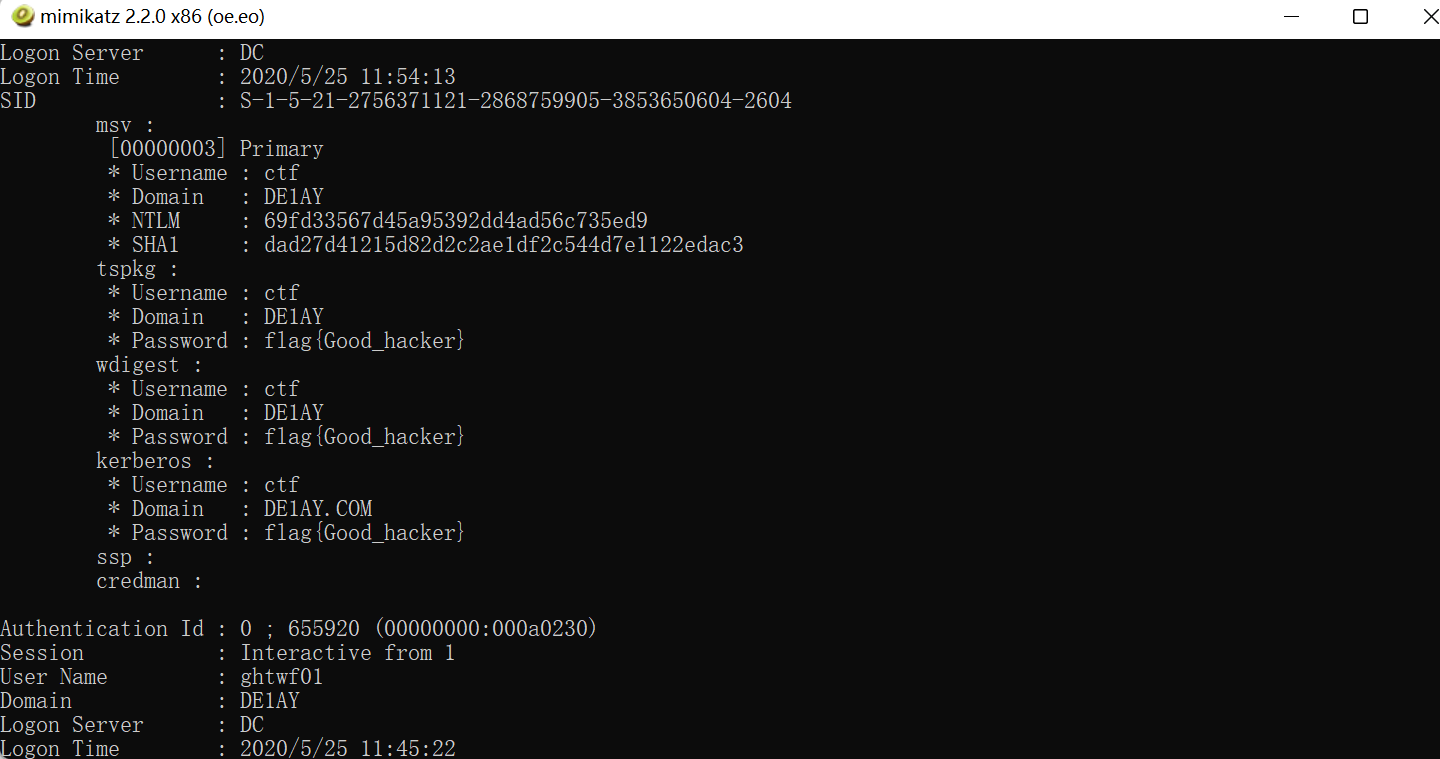 mimikatz 2.2.0 x86 (oe.eo)
Logon Server      : DC
Logon Time        : 2020/5/25 11:54:13
SID               : S-1-5-21-2756371121-2868759905-3853650604-2604
        msv :
         [00000003] Primary
         * Username : ctf
         * Domain   : DE1AY
         * NTLM     : 69fd33567d45a95392dd4ad56c735ed9
         * SHA1     : dad27d41215d82d2c2ae1df2c544d7e1122edac3
        tspkg :
         * Username : ctf
         * Domain   : DE1AY
         * Password : flag{Good_hacker}
        wdigest :
         * Username : ctf
         * Domain   : DE1AY
         * Password : flag{Good_hacker}
        kerberos :
         * Username : ctf
         * Domain   : DE1AY.COM
         * Password : flag{Good_hacker}
        ssp :
        credman :

Authentication Id : 0 ; 655920 (00000000:000a0230)
Session           : Interactive from 1
User Name         : ghtwf01
Domain            : DE1AY
Logon Server      : DC
Logon Time        : 2020/5/25 11:45:22